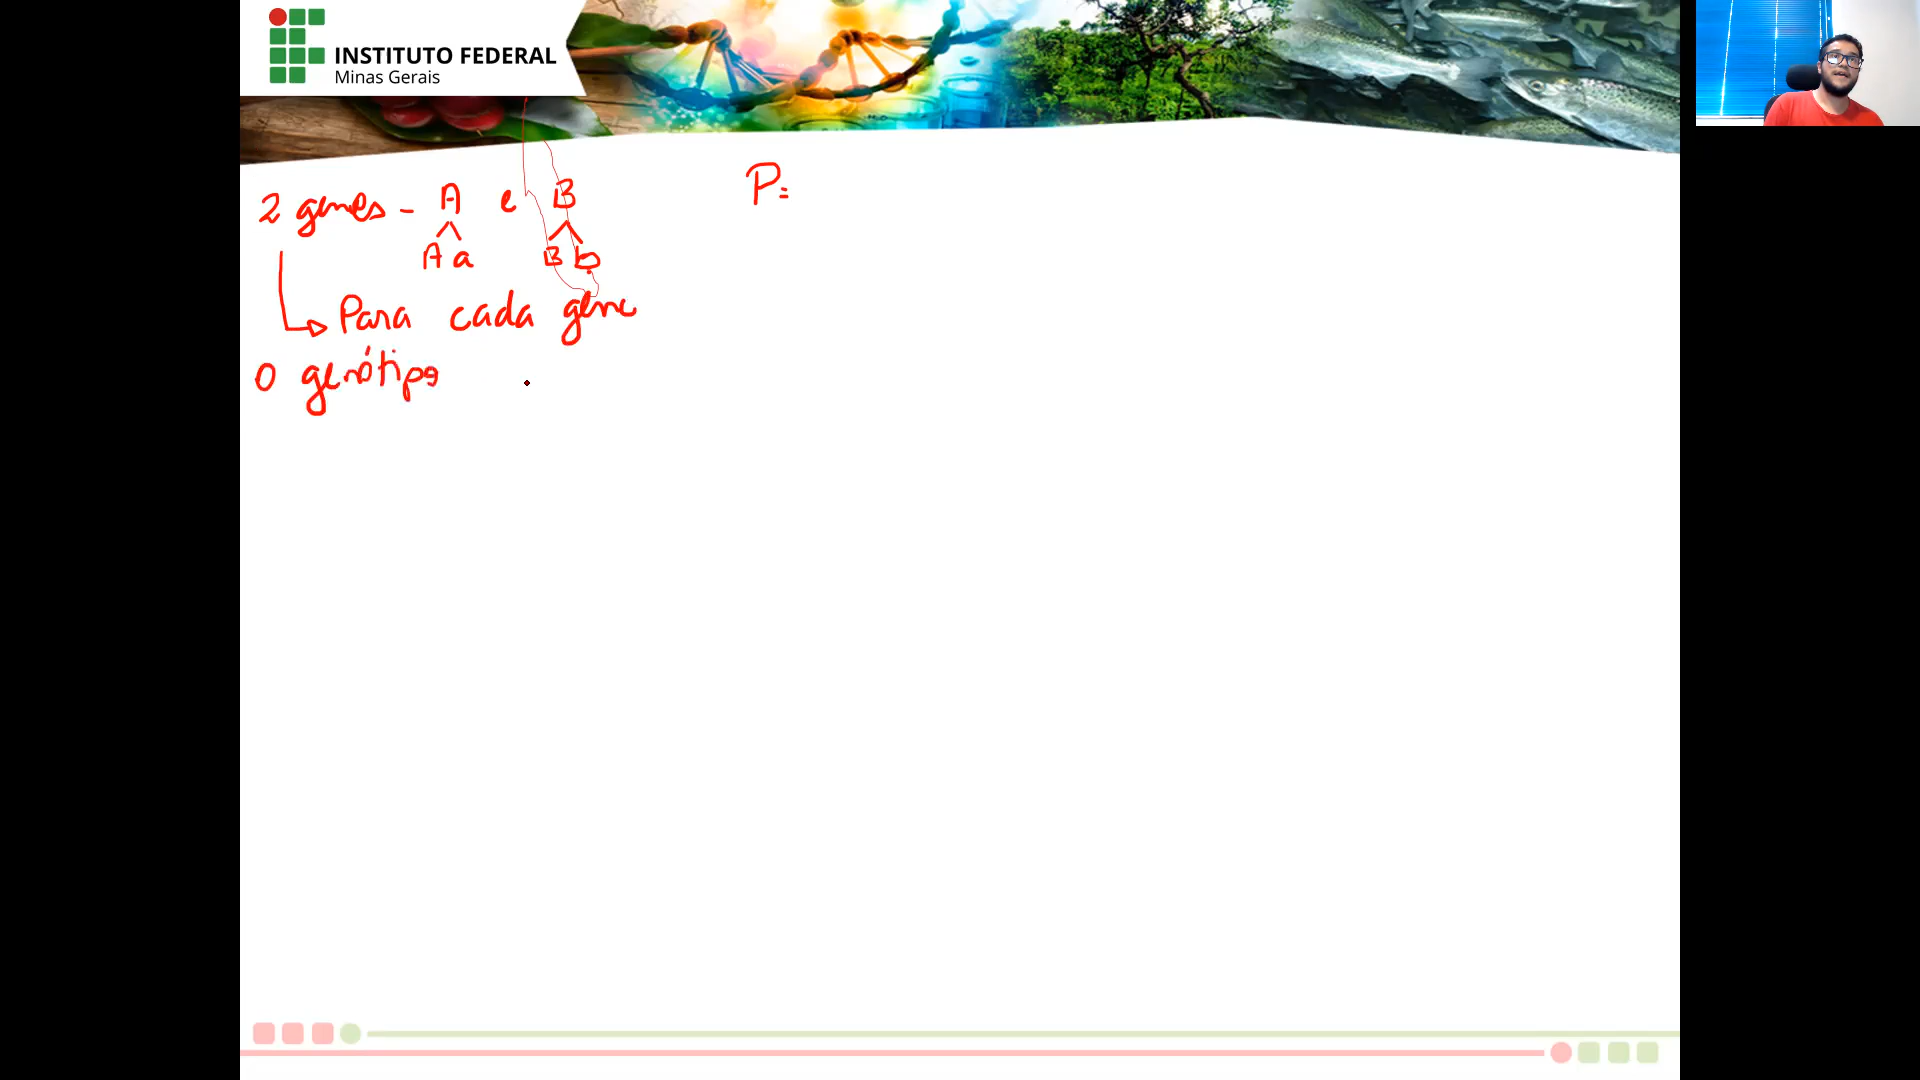 INSTITUTO FEDERAL
Minas Gerais
2 genes - A e B
A a B b
Para cada gene
O genótipo
P=